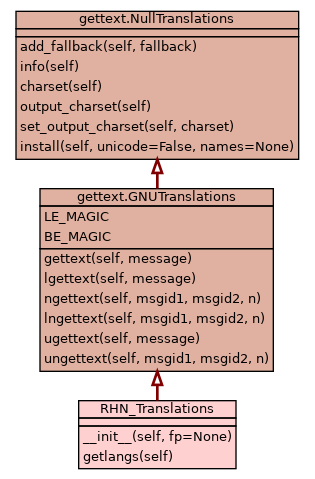 gettext.NullTranslations
add_fallback(self, fallback)
info(self)
charset(self)
output_charset(self)
set_output_charset(self, charset)
install(self, unicode=False, names=None)
gettext.GNUTranslations
LE_MAGIC
BE_MAGIC
gettext(self, message)
lgettext(self, message)
ngettext(self, msgid1, msgid2, n)
lngettext(self, msgid1, msgid2, n)
ugettext(self, message)
ungettext(self, msgid1, msgid2, n)
RHN_Translations
__init__(self, fp=None)
getlangs(self)